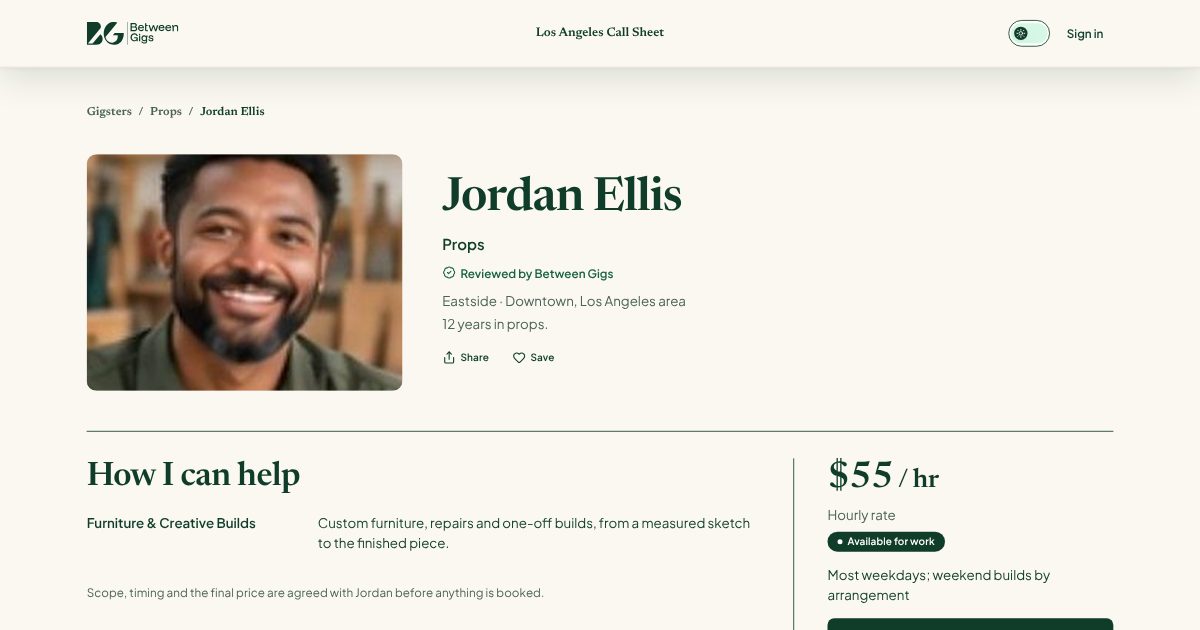 Between
Gigs
Los Angeles Call Sheet
Sign in
Gigsters / Props / Jordan Ellis
Jordan Ellis
Props
Reviewed by Between Gigs
Eastside · Downtown, Los Angeles area
12 years in props.
Share
Save
How I can help
Furniture & Creative Builds
Custom furniture, repairs and one-off builds, from a measured sketch
to the finished piece.
Scope, timing and the final price are agreed with Jordan before anything is booked.
$55 / hr
Hourly rate
Available for work
Most weekdays; weekend builds by
arrangement